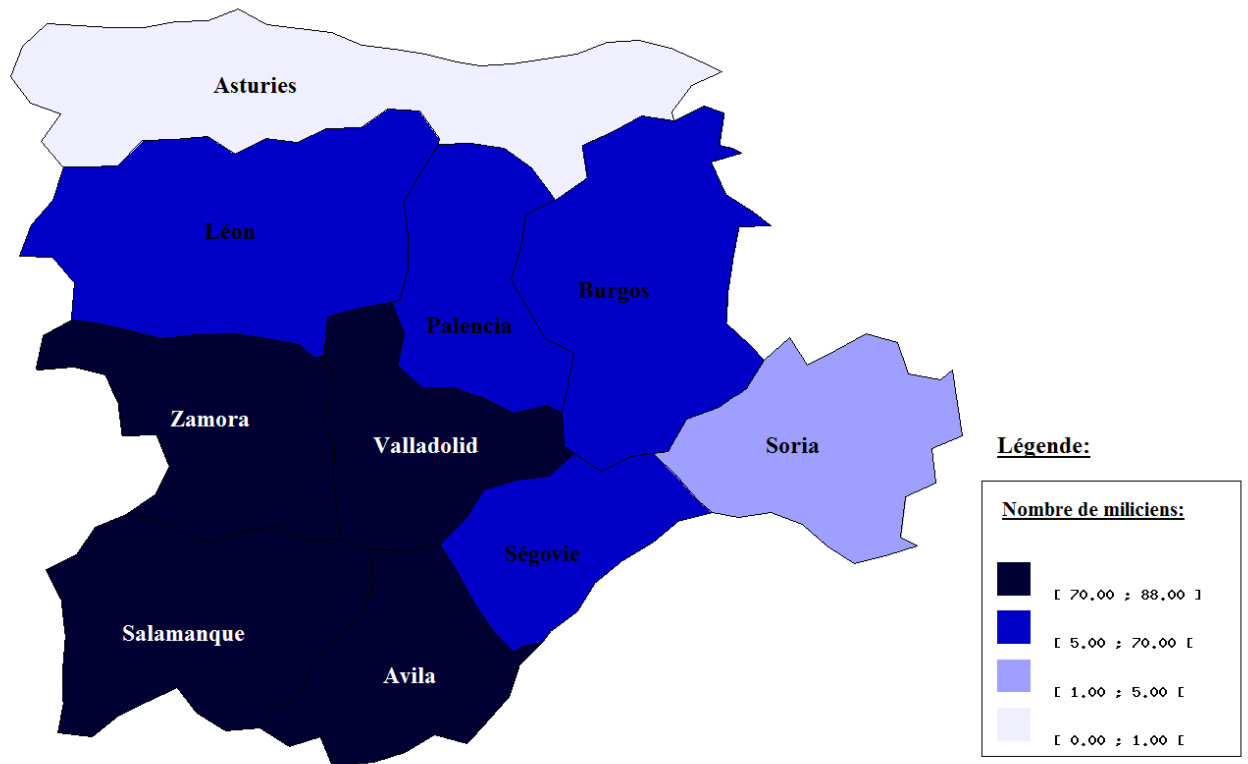 Asturies
Léon
Burgos
Palencia
Zamora
Valladolid
Soria
Ségovie
Salamanque
Avila
Légende:
Nombre de miliciens:
[ 70.00 ; 88.00 ]
[ 5.00 ; 70.00 [
[ 1.00 ; 5.00 [
[ 0.00 ; 1.00 [